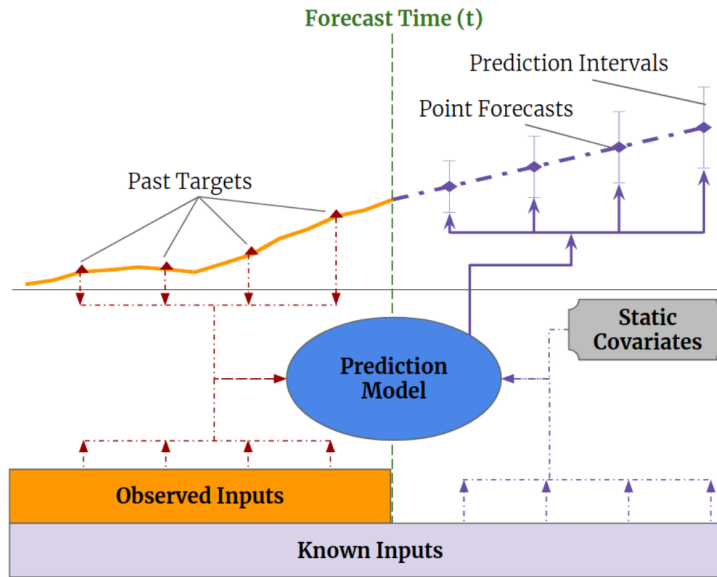 Forecast Time (t)
Prediction Intervals
Point Forecasts
Past Targets
Static
Covariates
Prediction
Model
Observed Inputs
Known Inputs